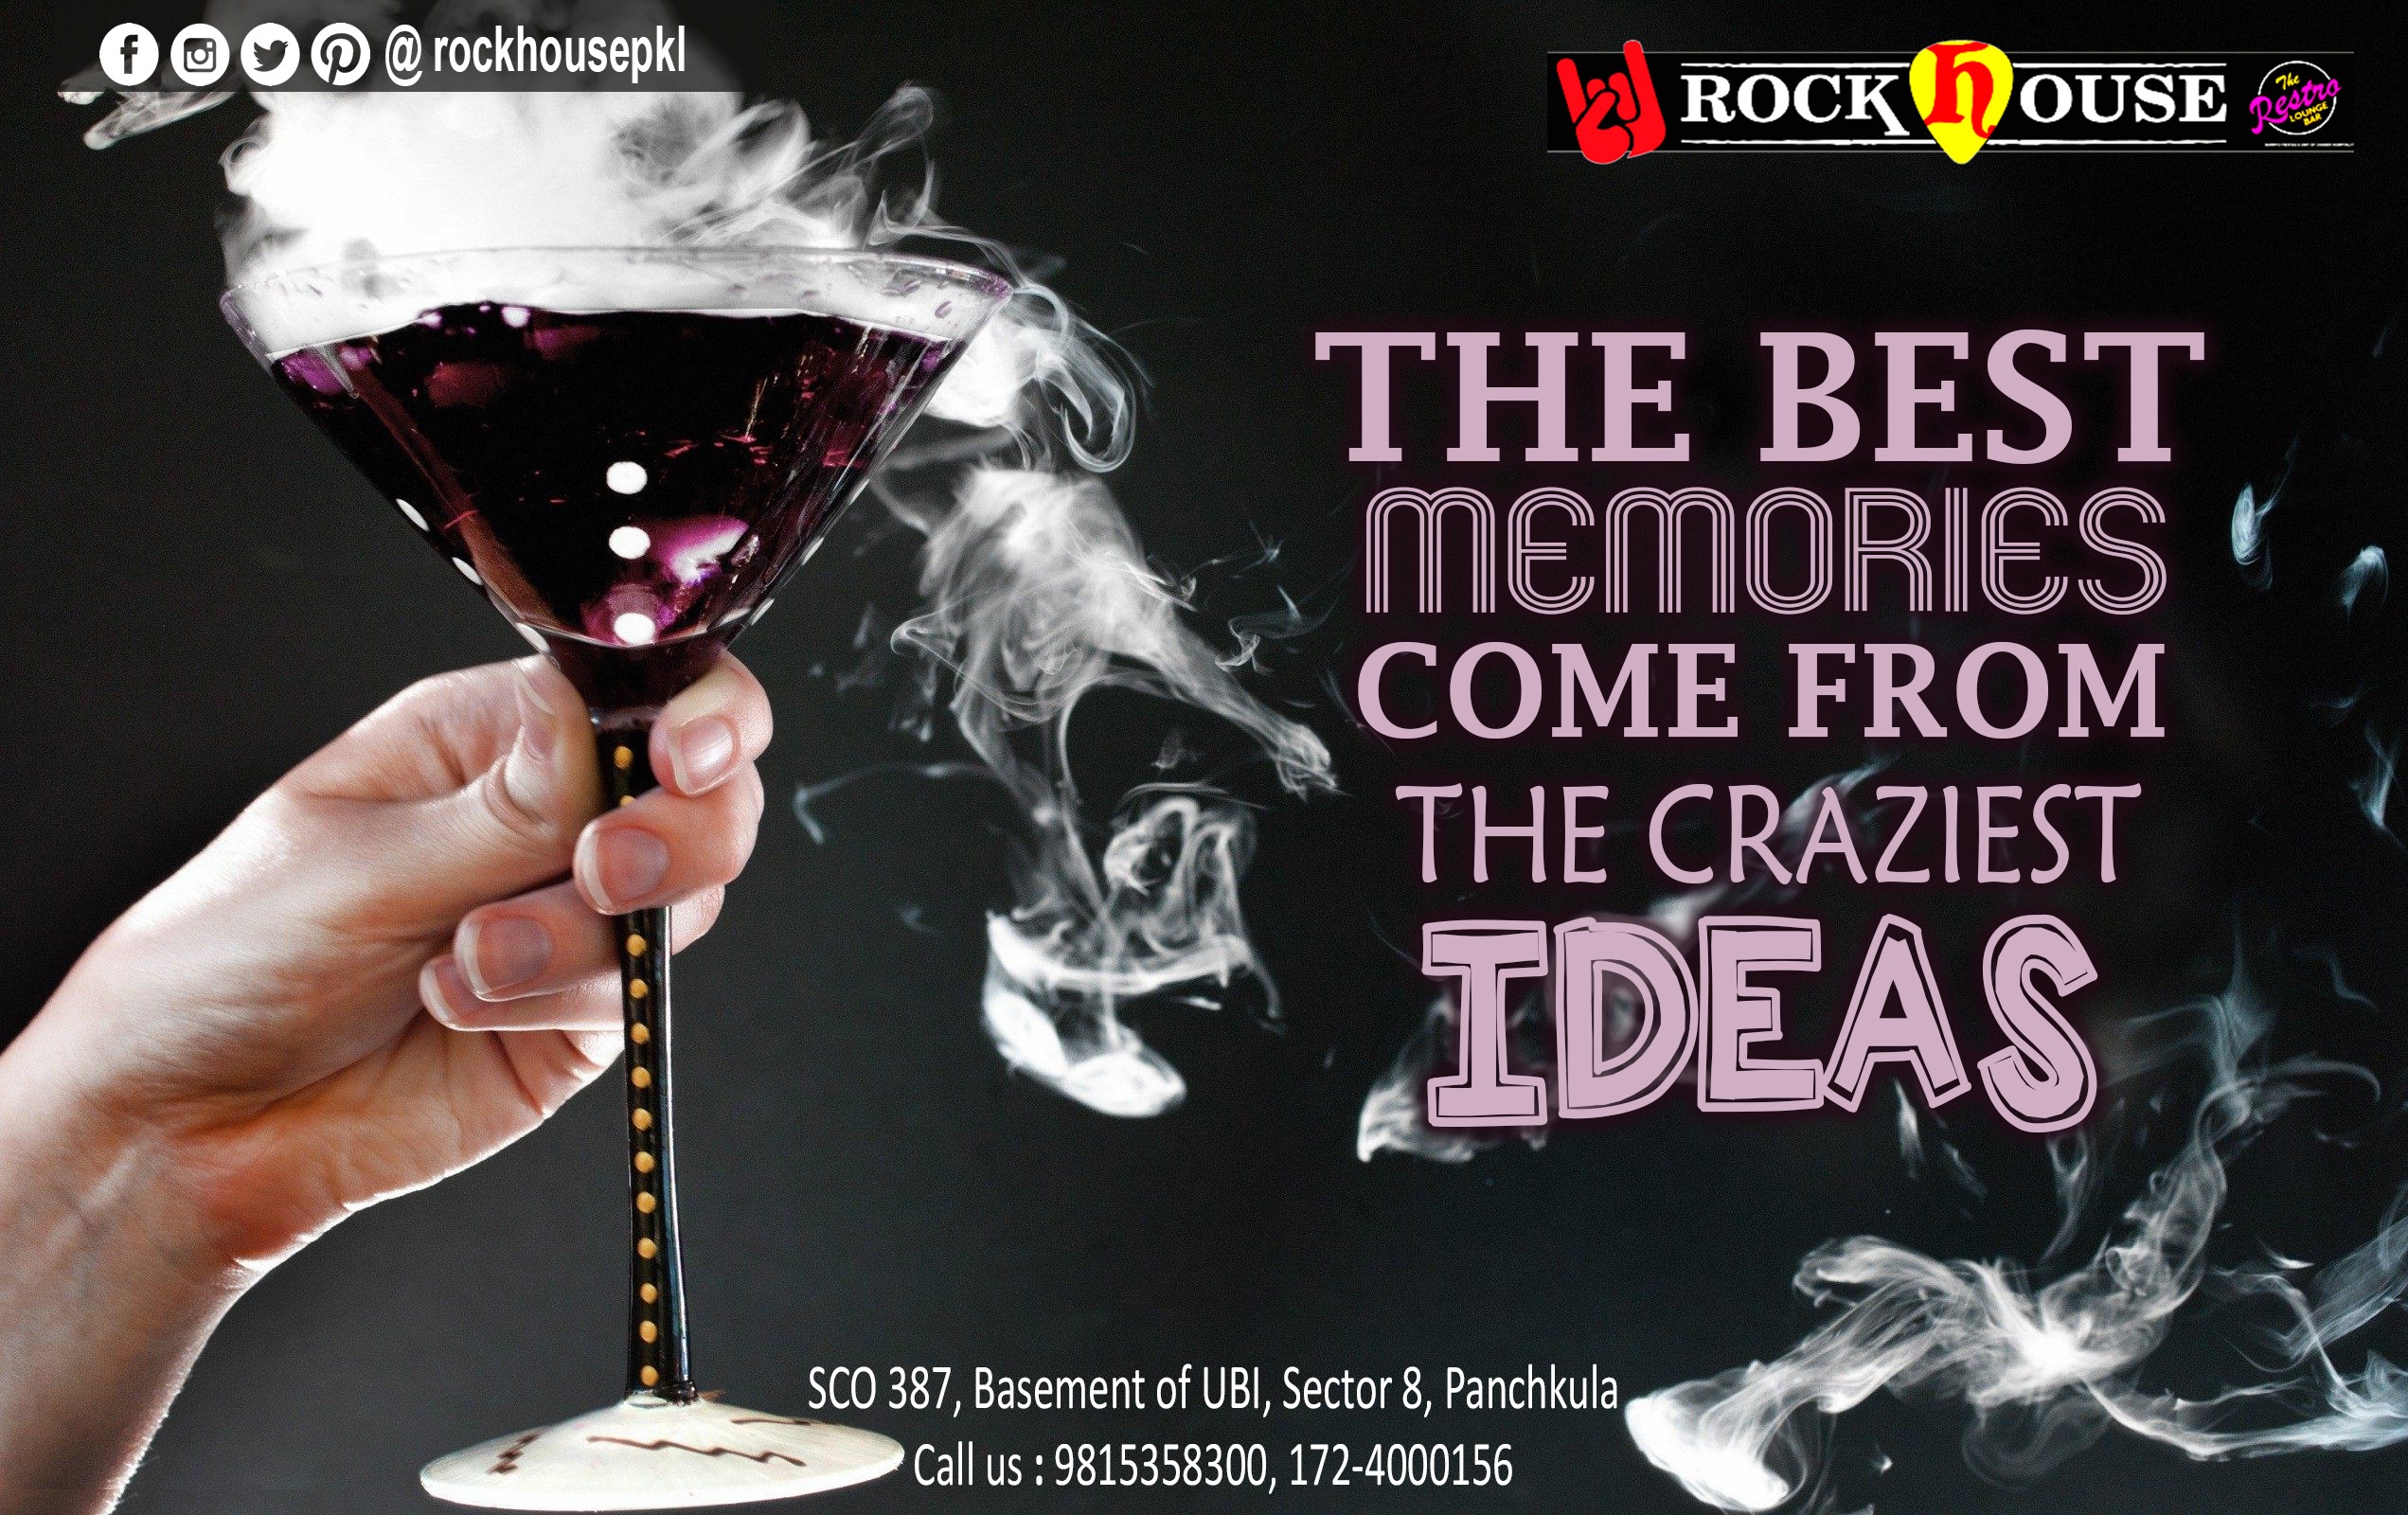 @rockhousepkl
ROCK hOUSE
The
Restro
LOUNGE
BAR
THE BEST
MEMORIES
COME FROM
THE CRAZIEST
IDEAS
SCO 387, Basement of UBI, Sector 8, Panchkula
Call us : 9815358300, 172-4000156